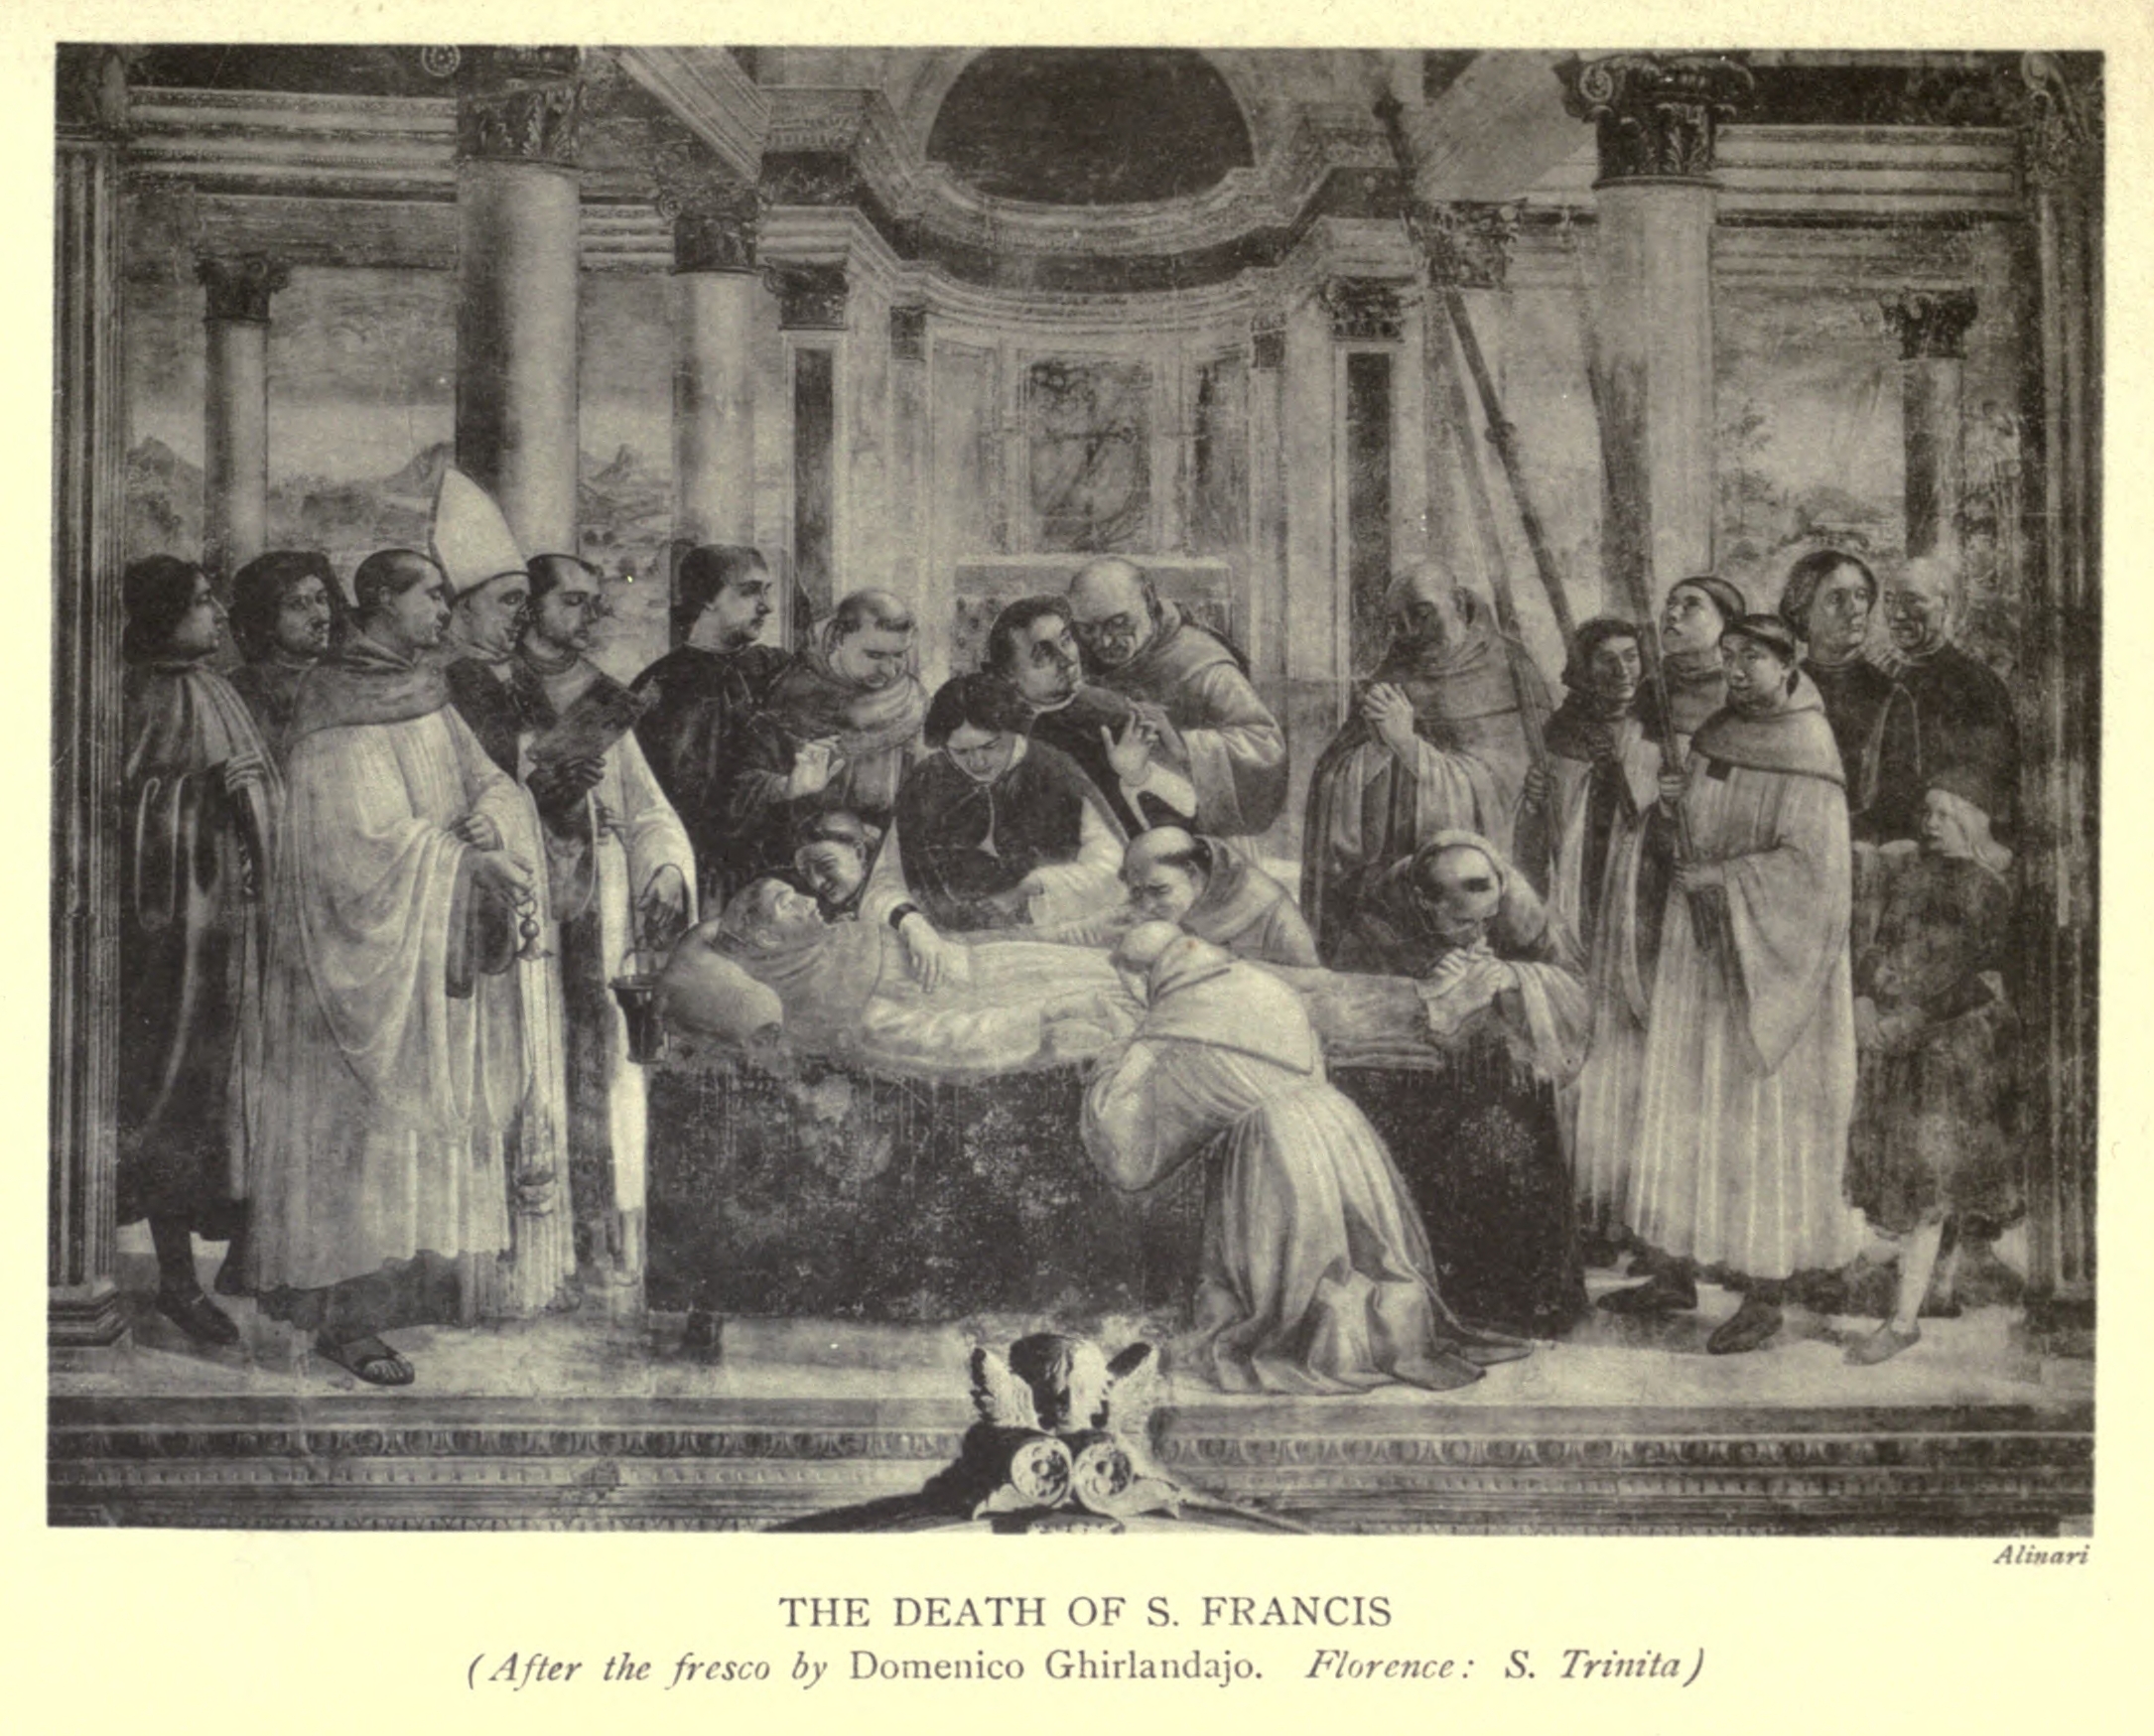 Alinari
THE DEATH OF S. FRANCIS
(After the fresco by Domenico Ghirlandajo. Florence: S. Trinita)